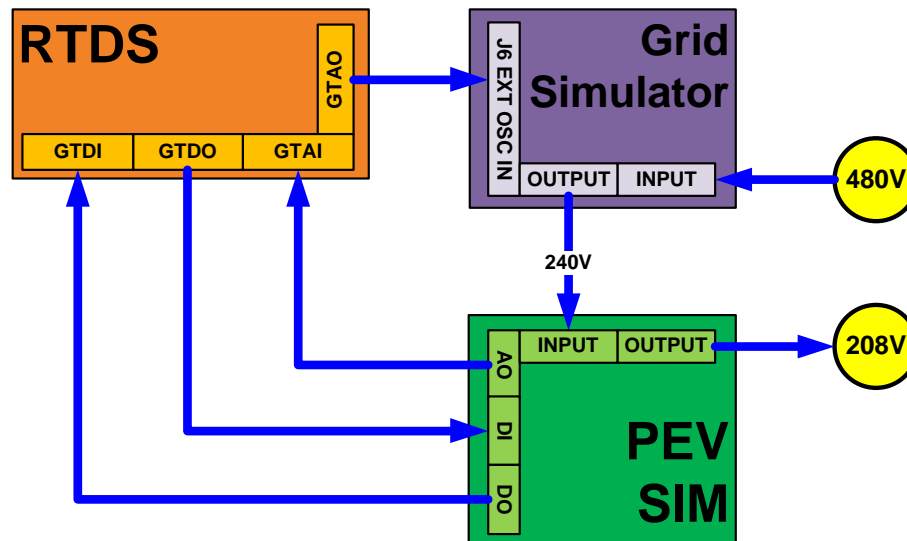 RTDS
GTAO
GTDI
GTDO
GTAI
Grid
Simulator
J6 EXT OSC IN
OUTPUT
INPUT
480V
240V
INPUT
OUTPUT
208V
AO
DI
DO
PEV
SIM